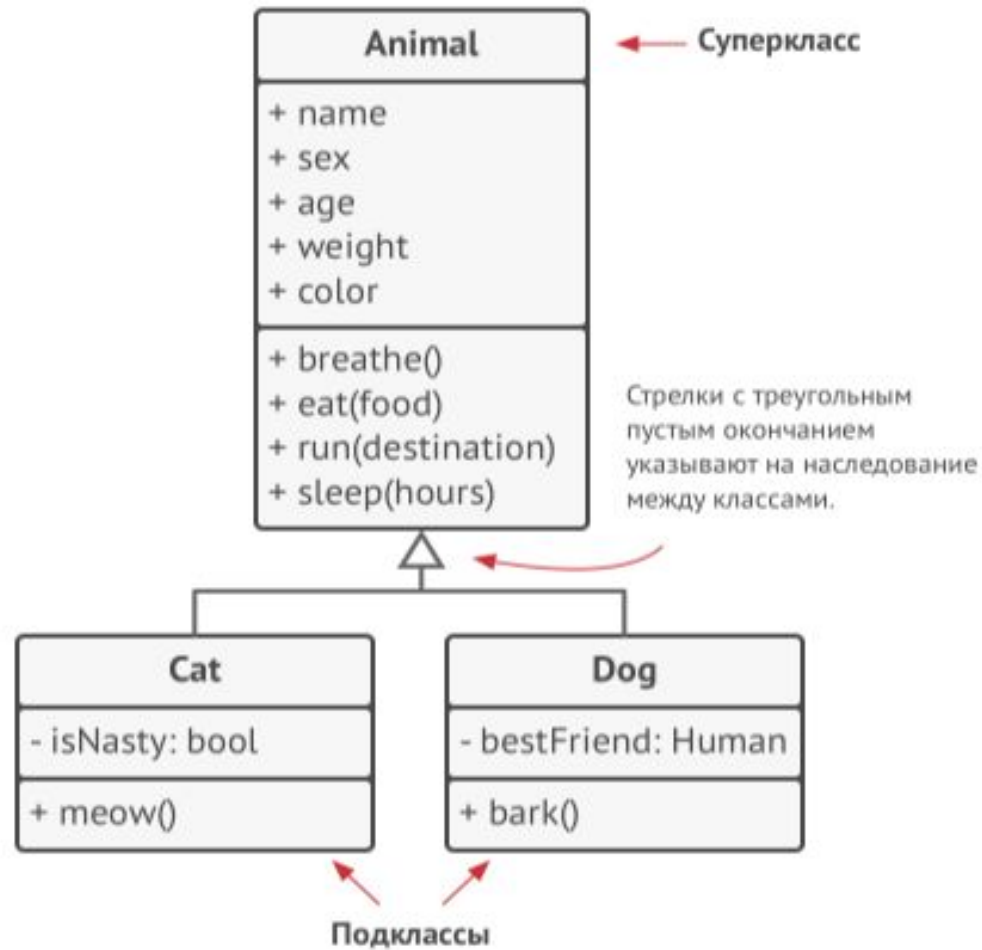 Animal
Суперкласс
+ name
+ sex
+ age
+ weight
+ color
+ breathe()
+ eat(food)
+ run(destination)
+ sleep(hours)
Стрелки с треугольным
пустым окончанием
указывают на наследование
между классами.
Cat
- isNasty: bool
+ meow()
Dog
- bestFriend: Human
+ bark()
Подклассы